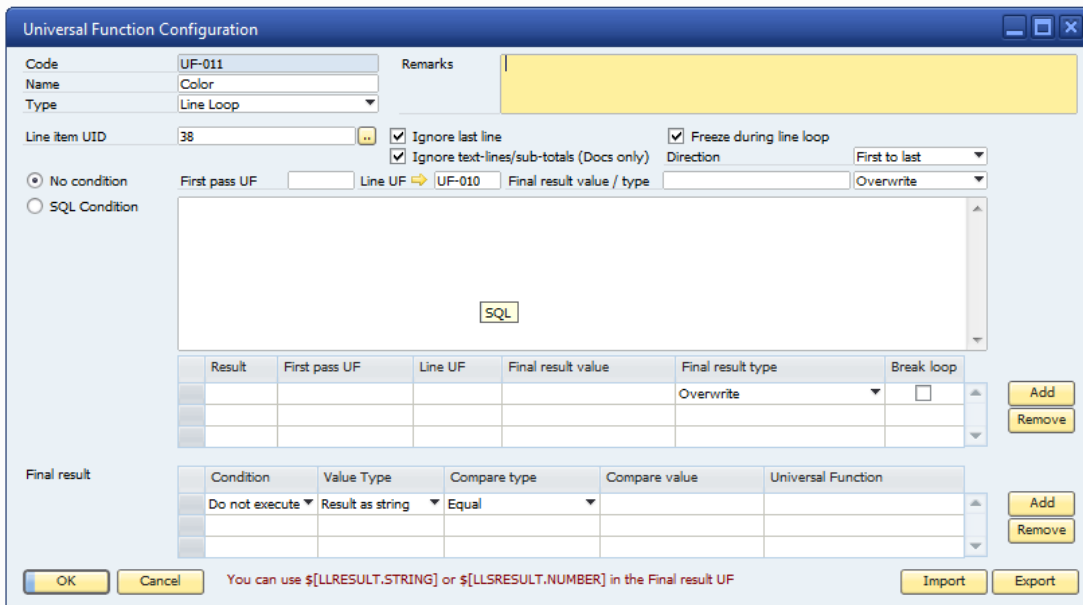 Universal Function Configuration
Code UF-011 Remarks
Name Color
Type Line Loop
Line item UID 38 .. Ignore last line Freeze during line loop
Ignore text-lines/sub-totals (Docs only) Direction First to last
No condition First pass UF Line UF UF-010 Final result value / type Overwrite
SQL Condition
SQL
Result First pass UF Line UF Final result value Final result type Break loop
Overwrite Add
Remove
Final result Condition Value Type Compare type Compare value Universal Function
Do not execute Result as string Equal Add
Remove
OK Cancel You can use $[LLRESULT.STRING] or $[LLSRESULT.NUMBER] in the Final result UF Import Export